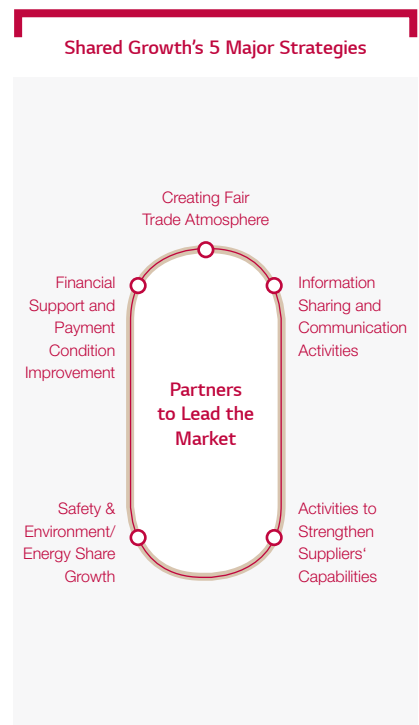 Shared Growth's 5 Major Strategies
Creating Fair
Trade Atmosphere
Financial
Support and
Payment
Condition
Improvement
Information
Sharing and
Communication
Activities
Partners
to Lead the
Market
Safety &
Environment/
Energy Share
Growth
Activities to
Strengthen
Suppliers‘
Capabilities